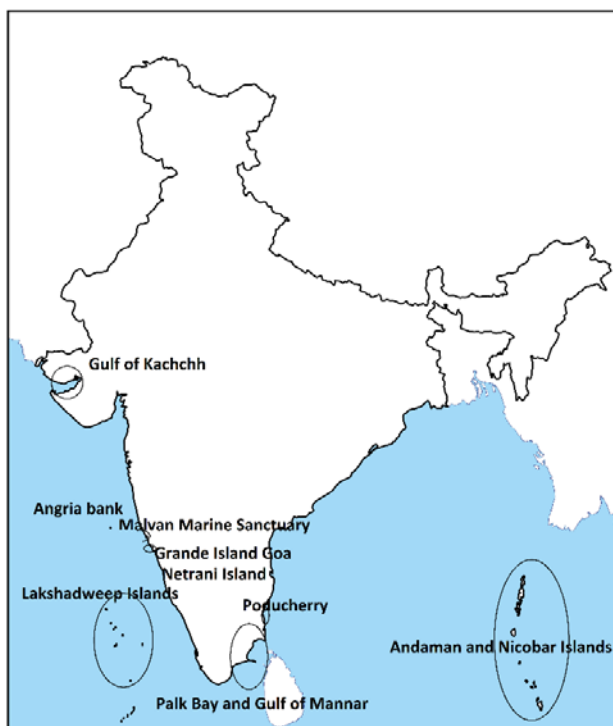 Gulf of Kachchh
Angria bank
Malvan Marine Sanctuary
Grande Island Goa
Netrani Island
Lakshadweep Islands
Poducherry
Andaman and Nicobar Islands
Palk Bay and Gulf of Mannar